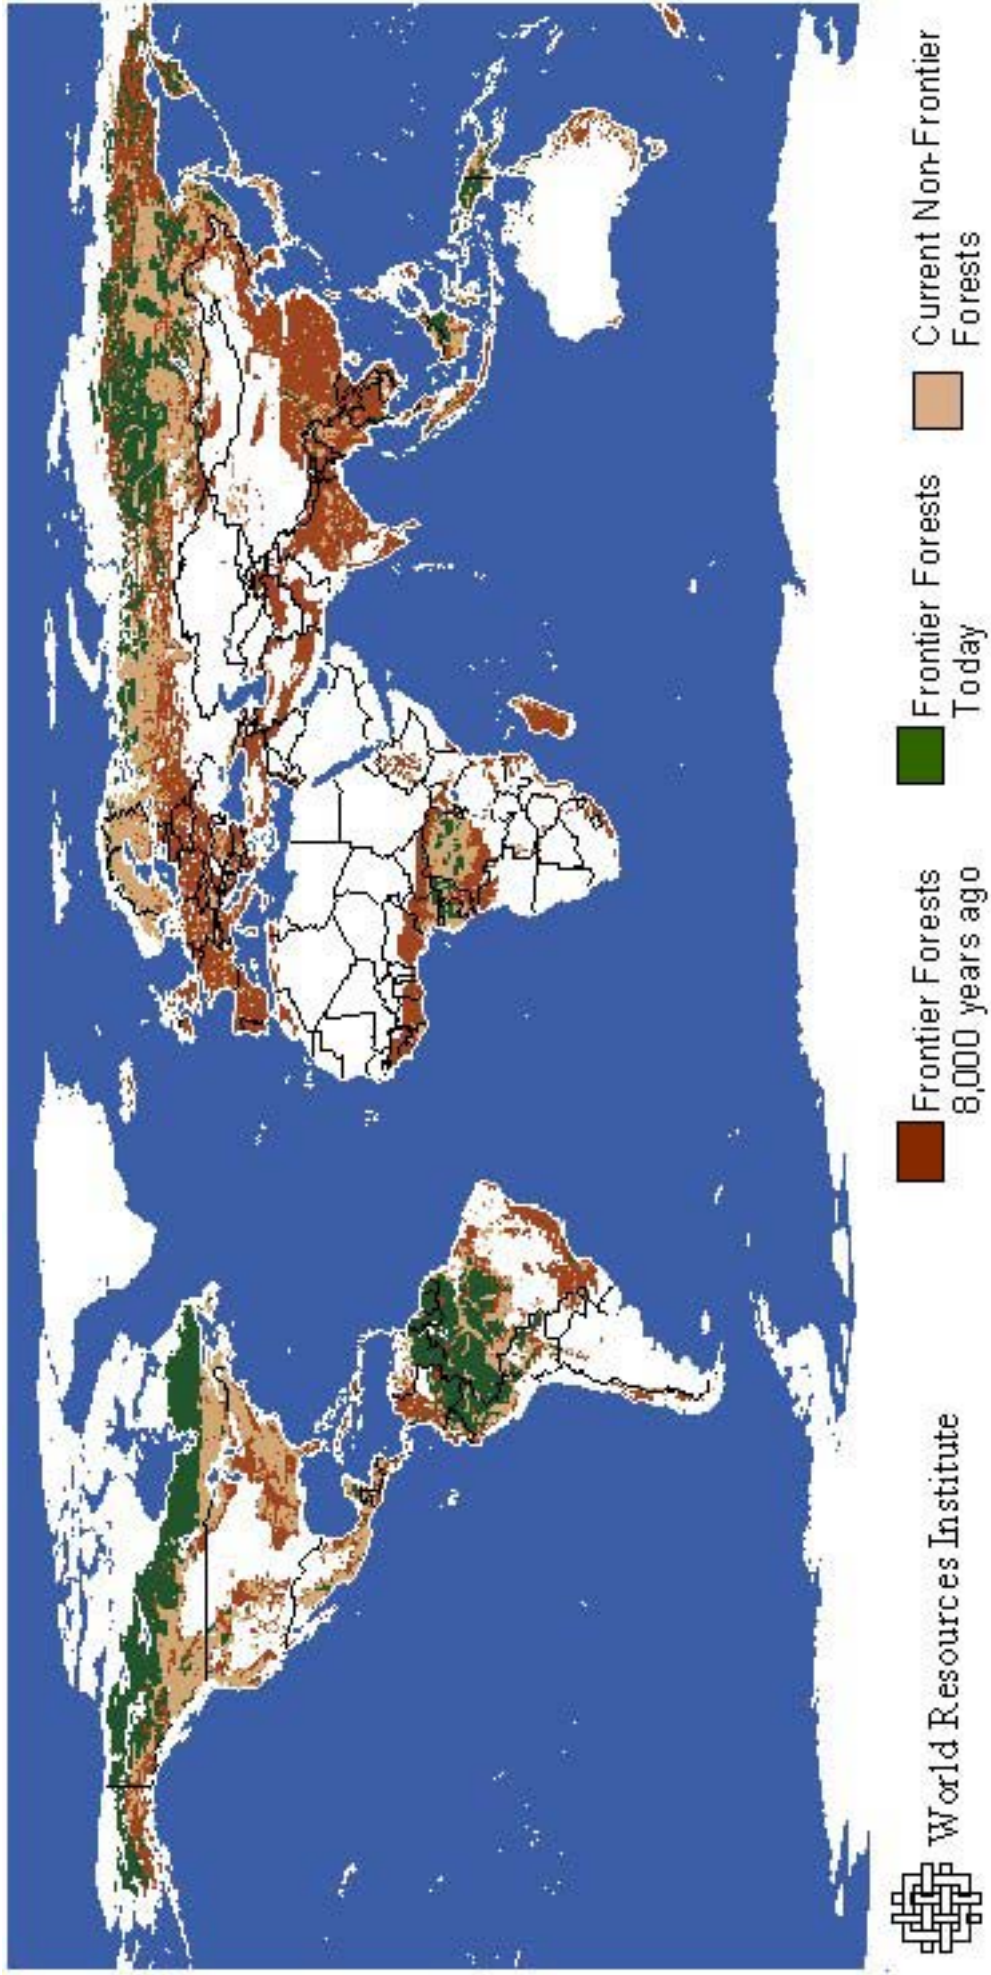 World Resources Institute
Frontier Forests
8,000 years ago
Frontier Forests
Today
Current Non-Frontier
Forests